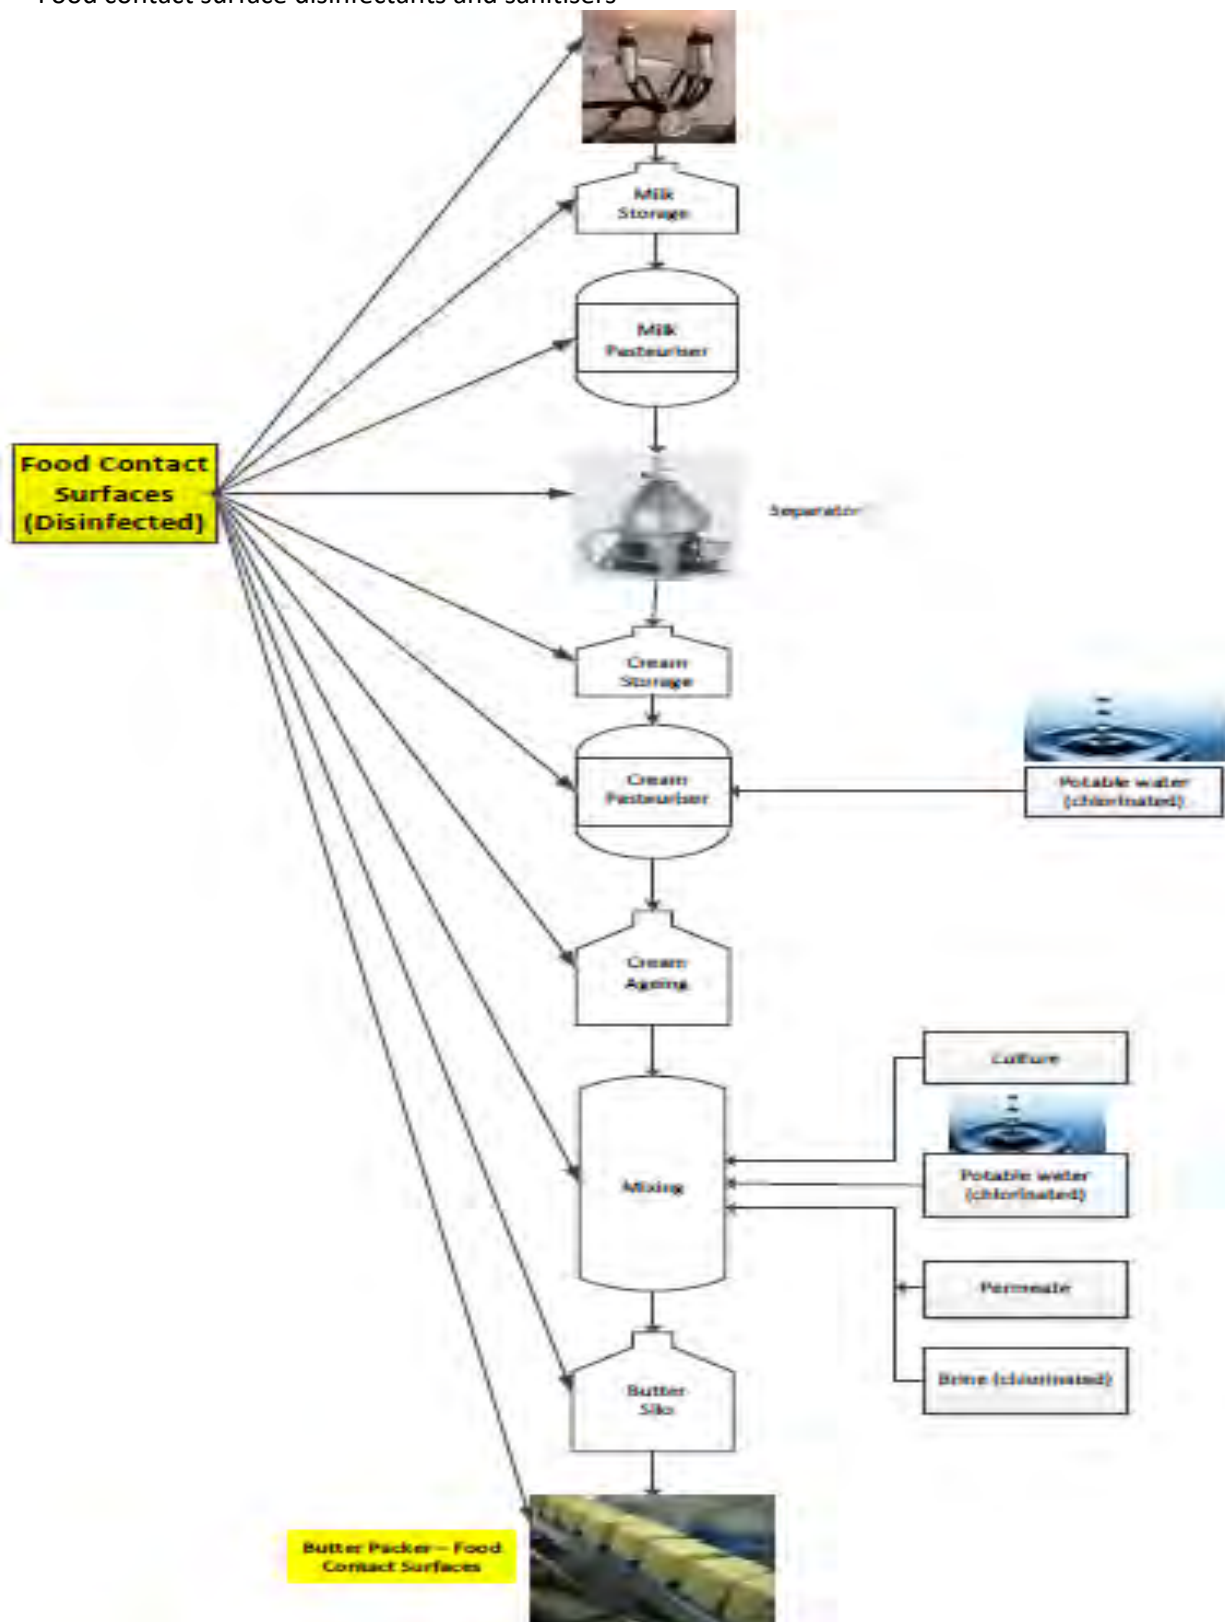 Food contact surface disinfectants and sanitisers
Milk
Storage
Milk
Pasteuriser
Food Contact
Surfaces
(Disinfected)
Separator
Cream
Storage
Cream
Pasteuriser
Potable water
(chlorinated)
Cream
Ageing
Culture
Mixing
Potable water
(chlorinated)
Permeate
Brine (chlorinated)
Butter
Silo
Butter Packer – Food
Contact Surfaces